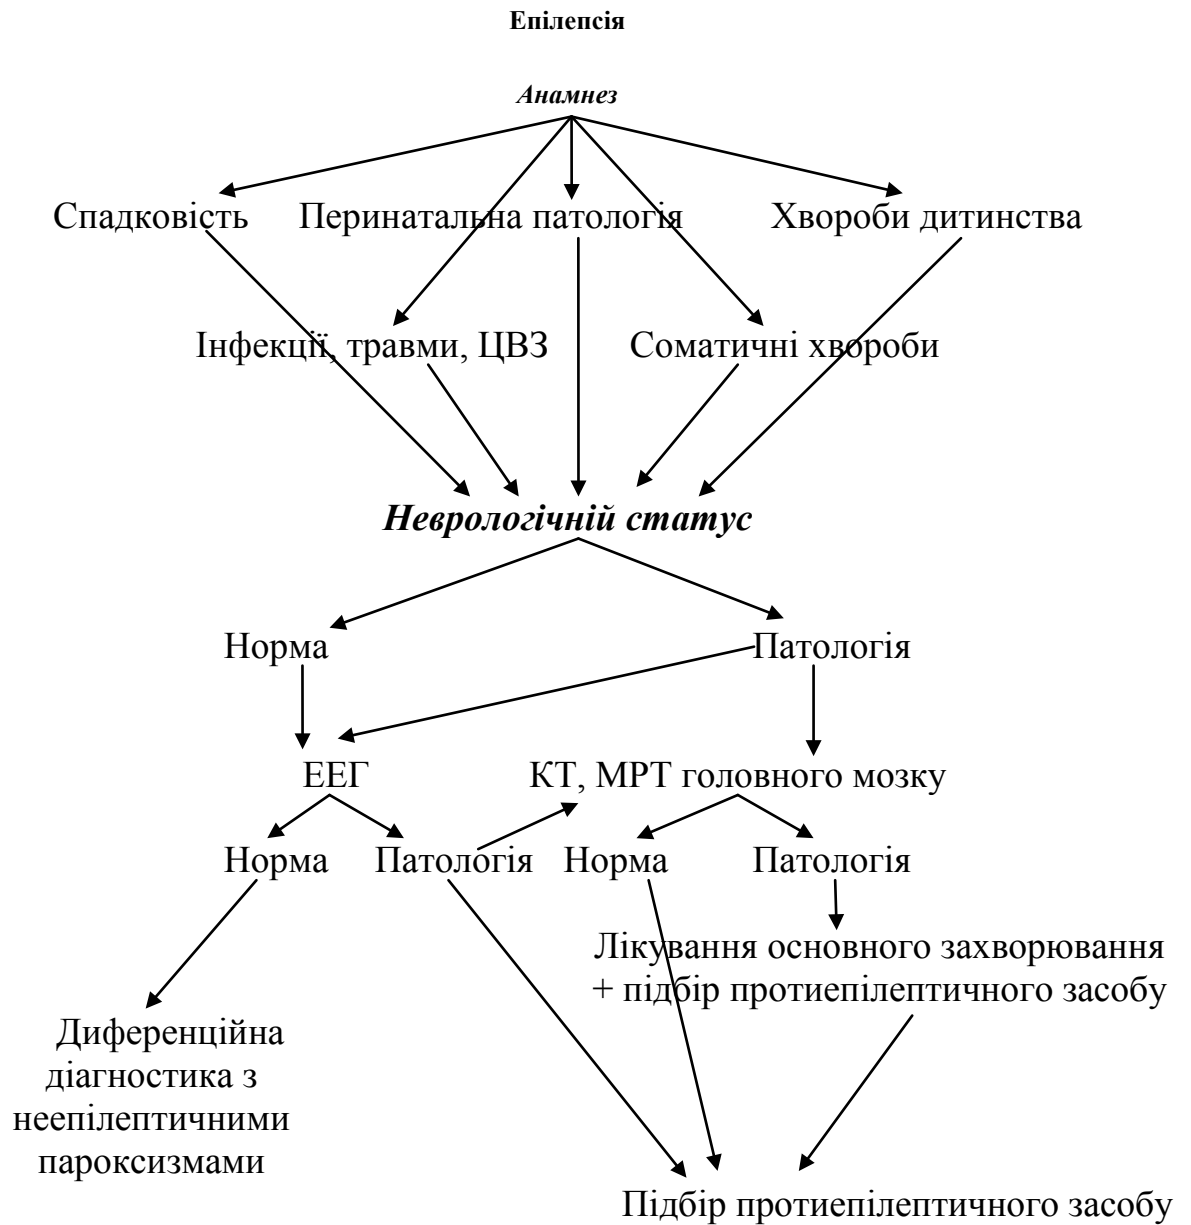 Епілепсія
Анамнез
Спадковість Перинатальна патологія Хвороби дитинства
Інфекції, травми, ЦВЗ Соматичні хвороби
Неврологічній статус
Норма Патологія
ЕЕГ КТ, МРТ головного мозку
Норма Патологія Норма Патологія
Лікування основного захворювання
+ підбір протиепілептичного засобу
Диференційна
діагностика з
неепілептичними
пароксизмами
Підбір протиепілептичного засобу